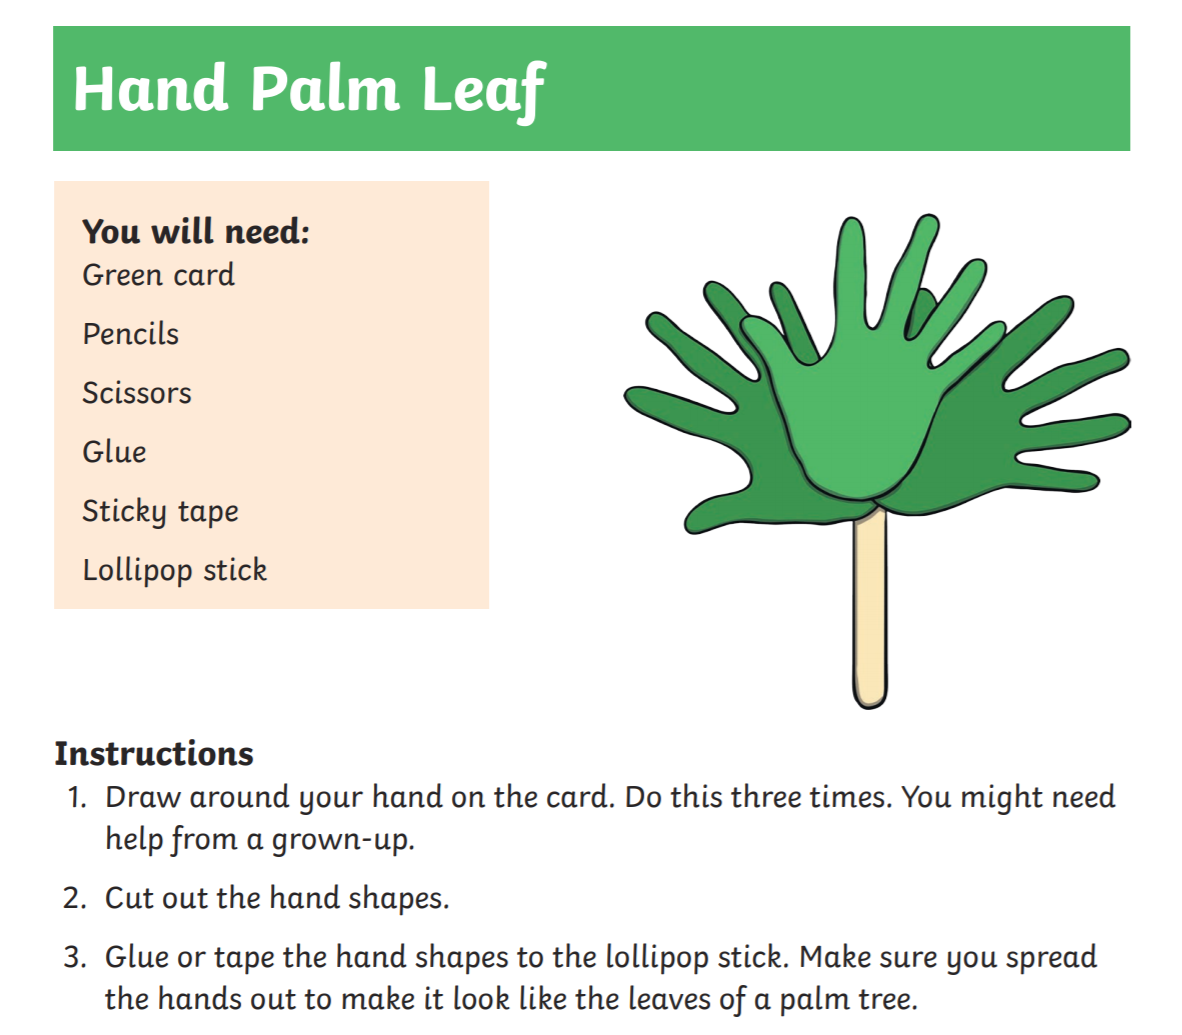 Hand Palm Leaf
You will need:
Green card
Pencils
Scissors
Glue
Sticky tape
Lollipop stick
Instructions
1. Draw around your hand on the card. Do this three times. You might need
help from a grown-up.
2. Cut out the hand shapes.
3. Glue or tape the hand shapes to the lollipop stick. Make sure you spread
the hands out to make it look like the leaves of a palm tree.